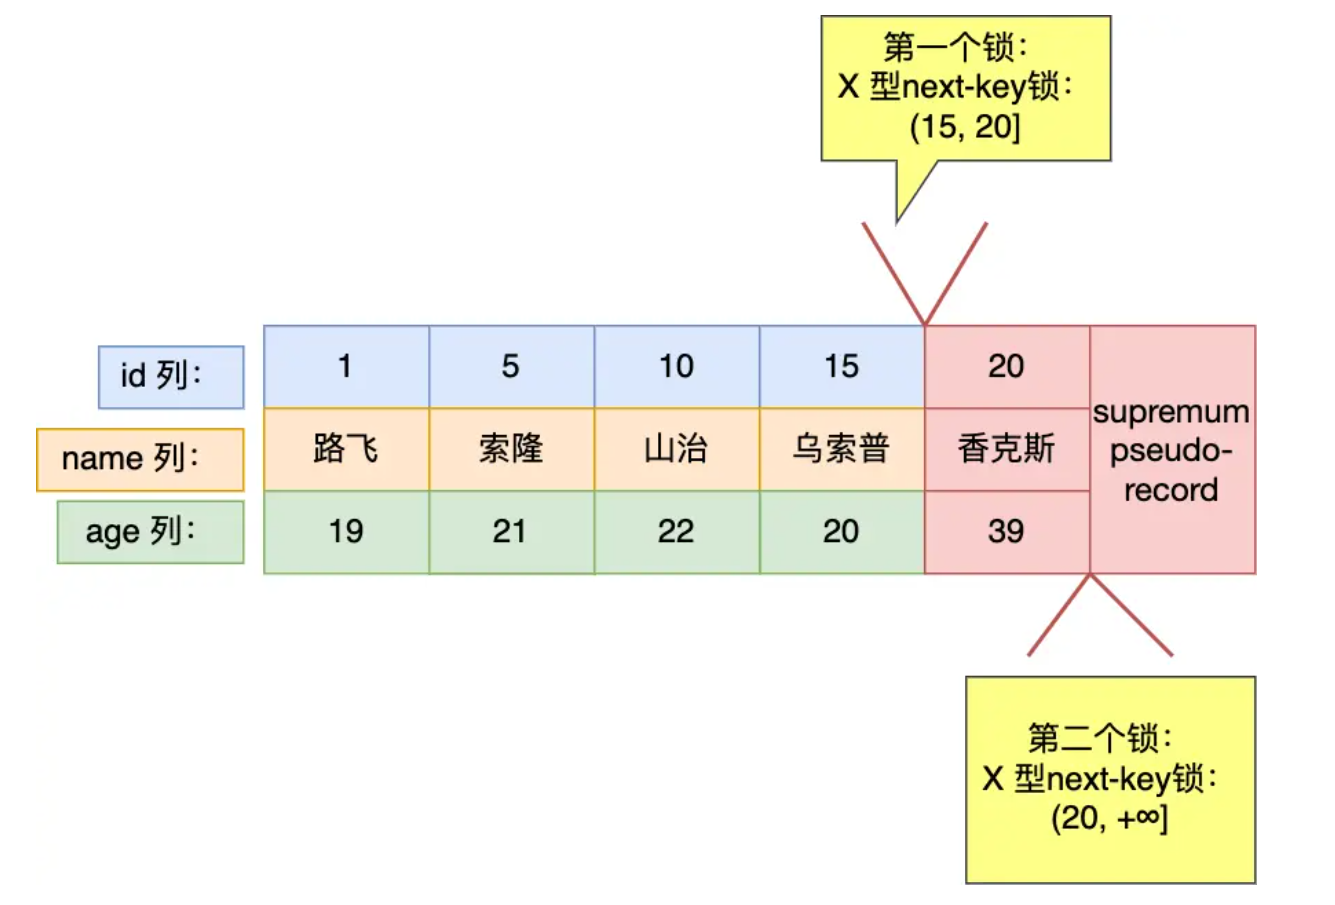 第一个锁：
X 型next-key锁：
(15, 20]
id 列： 1 5 10 15 20
name 列： 路飞 索隆 山治 乌索普 香克斯
age 列： 19 21 22 20 39
supremum
pseudo-
record
第二个锁：
X 型next-key锁：
(20, +∞]